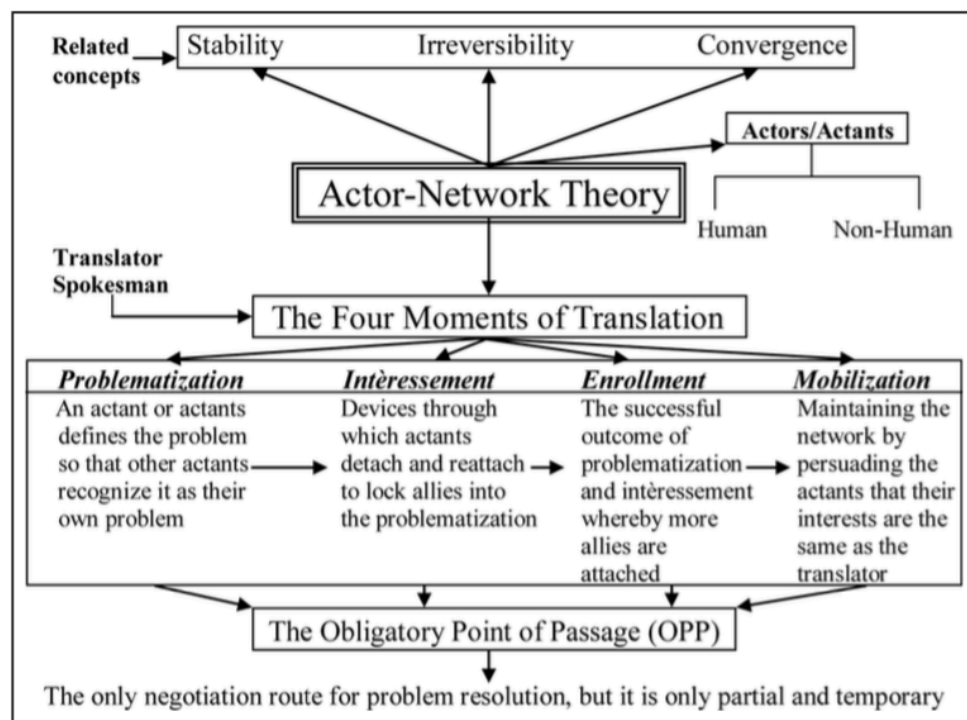 Related
concepts
Stability Irreversibility Convergence
Actors/Actants
Actor-Network Theory
Human Non-Human
Translator
Spokesman
The Four Moments of Translation
Problematization
An actant or actants
defines the problem
so that other actants
recognize it as their
own problem
Intèressement
Devices through
which actants
detach and reattach
to lock allies into
the problematization
Enrollment
The successful
outcome of
problematization
and intèressement
whereby more
allies are
attached
Mobilization
Maintaining the
network by
persuading the
actants that their
interests are the
same as the
translator
The Obligatory Point of Passage (OPP)
The only negotiation route for problem resolution, but it is only partial and temporary